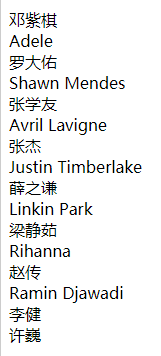 邓紫棋
Adele
罗大佑
Shawn Mendes
张学友
Avril Lavigne
张杰
Justin Timberlake
薛之谦
Linkin Park
梁静茹
Rihanna
赵传
Ramin Djawadi
李健
许巍